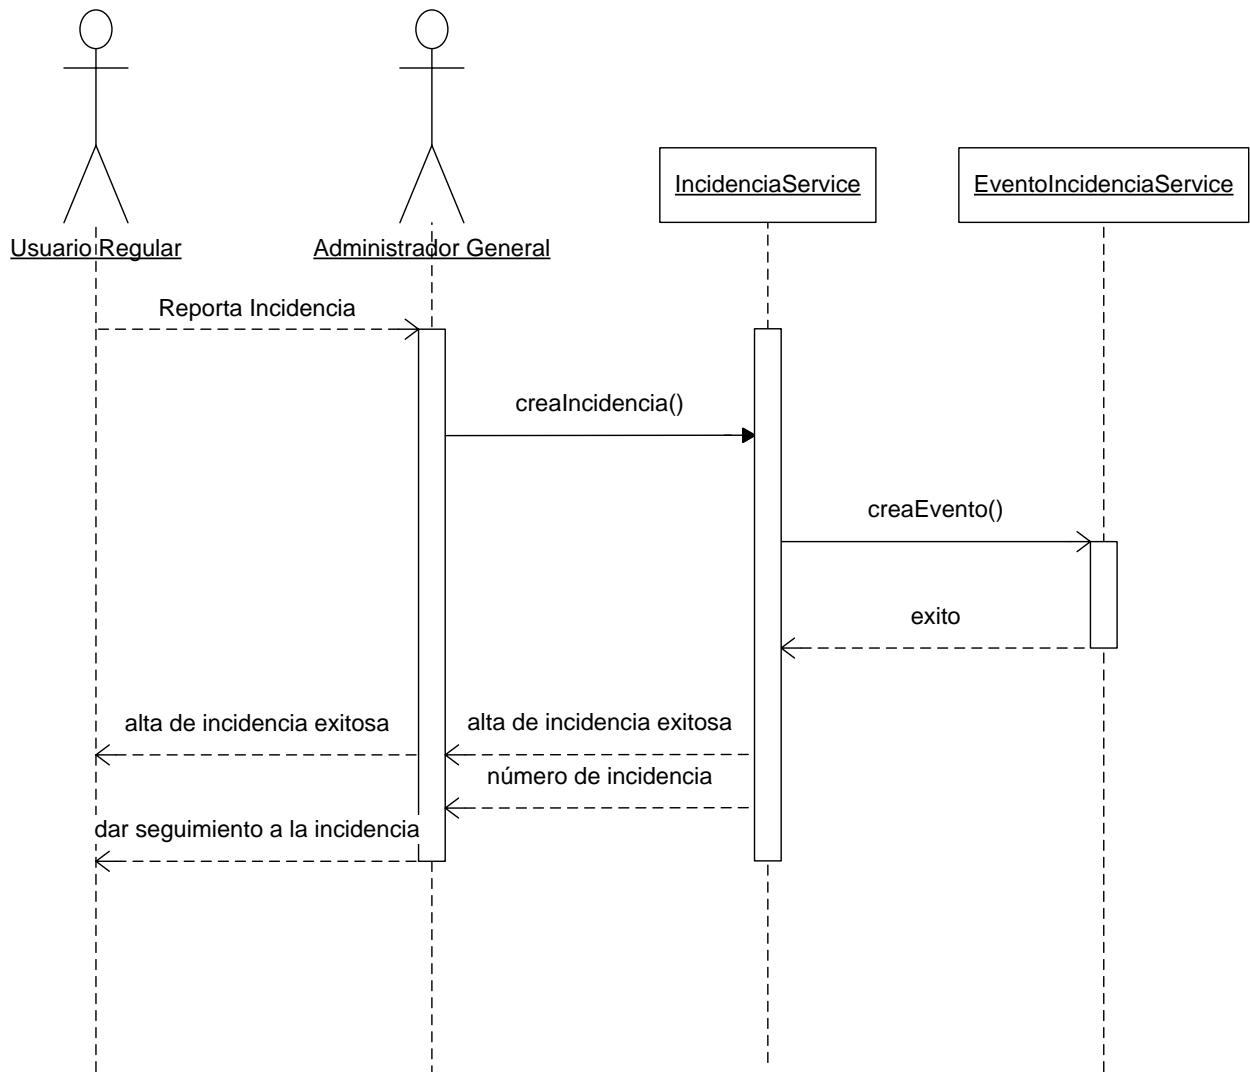 IncidenciaService
EventoIncidenciaService
Usuario Regular
Administrador General
Reporta Incidencia
creaIncidencia()
creaEvento()
exito
alta de incidencia exitosa
alta de incidencia exitosa
número de incidencia
dar seguimiento a la incidencia